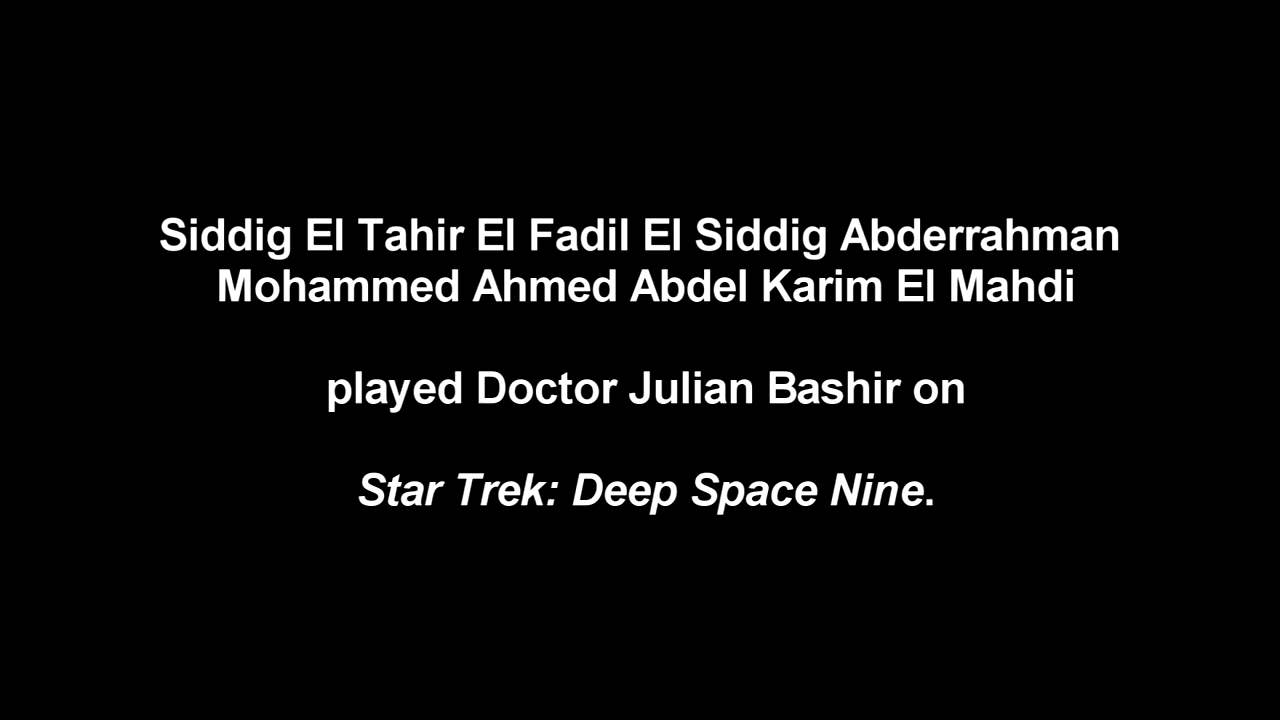 Siddig El Tahir El Fadil El Siddig Abderrahman
Mohammed Ahmed Abdel Karim El Mahdi
played Doctor Julian Bashir on
Star Trek: Deep Space Nine.